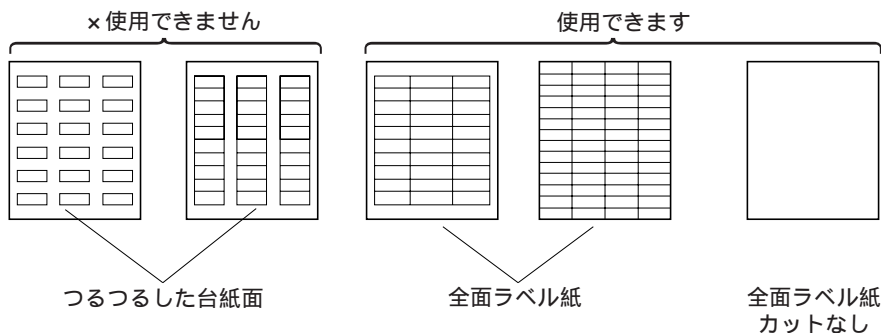 ×使用できません
使用できます
つるつるした台紙面
全面ラベル紙
全面ラベル紙
カットなし